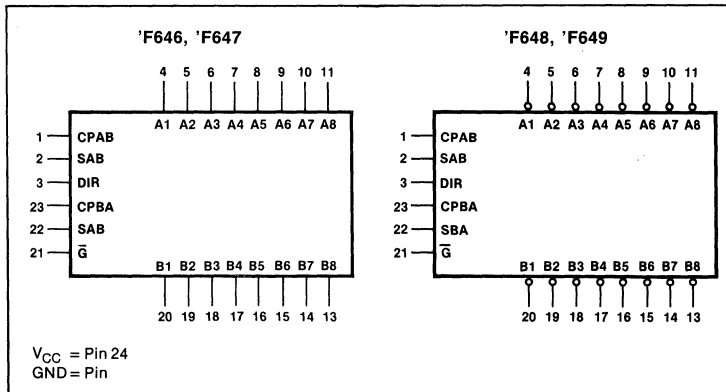 'F646, 'F647
4 5 6 7 8 9 10 11
A1 A2 A3 A4 A5 A6 A7 A8
1 CPAB
2 SAB
3 DIR
23 CPBA
22 SAB
21 G̅
B1 B2 B3 B4 B5 B6 B7 B8
20 19 18 17 16 15 14 13
'F648, 'F649
4 5 6 7 8 9 10 11
A1 A2 A3 A4 A5 A6 A7 A8
1 CPAB
2 SAB
3 DIR
23 CPBA
22 SBA
21 G̅
B1 B2 B3 B4 B5 B6 B7 B8
20 19 18 17 16 15 14 13
VCC = Pin 24
GND = Pin